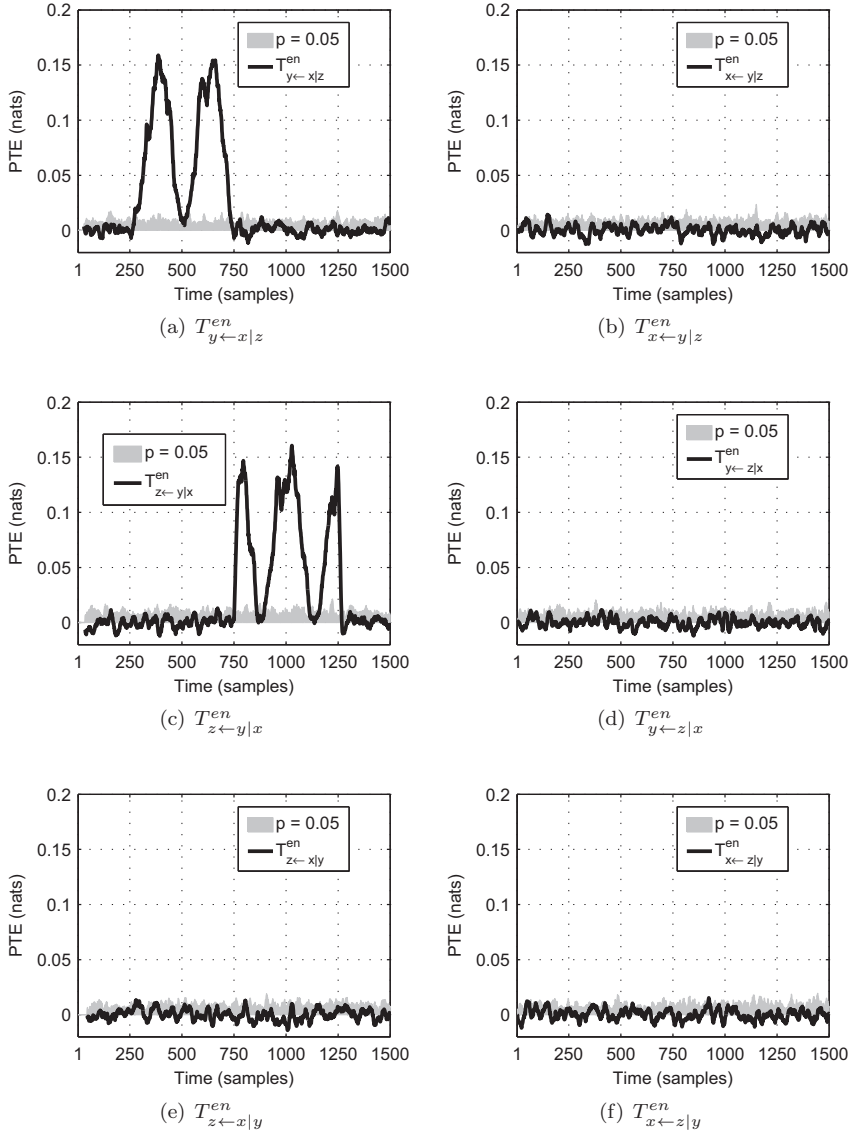 0.2
0.15
0.1
0.05
0
PTE (nats)
p = 0.05
T^en_y← x|z
1 250 500 750 1000 1250 1500
Time (samples)
(a) T^en_y←x|z
0.2
0.15
0.1
0.05
0
PTE (nats)
p = 0.05
T^en_x← y|z
1 250 500 750 1000 1250 1500
Time (samples)
(b) T^en_x←y|z
0.2
0.15
0.1
0.05
0
PTE (nats)
p = 0.05
T^en_z← y|x
1 250 500 750 1000 1250 1500
Time (samples)
(c) T^en_z←y|x
0.2
0.15
0.1
0.05
0
PTE (nats)
p = 0.05
T^en_y← z|x
1 250 500 750 1000 1250 1500
Time (samples)
(d) T^en_y←z|x
0.2
0.15
0.1
0.05
0
PTE (nats)
p = 0.05
T^en_z← x|y
1 250 500 750 1000 1250 1500
Time (samples)
(e) T^en_z←x|y
0.2
0.15
0.1
0.05
0
PTE (nats)
p = 0.05
T^en_x← z|y
1 250 500 750 1000 1250 1500
Time (samples)
(f) T^en_x←z|y